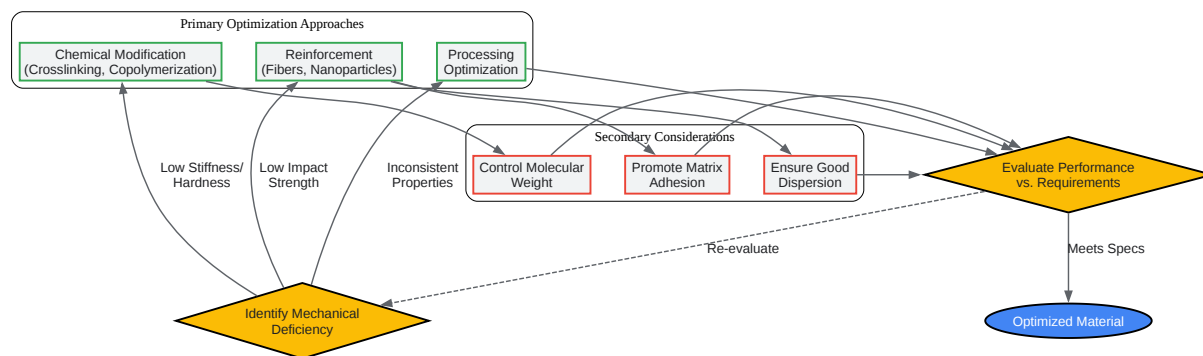 Primary Optimization Approaches
Chemical Modification
(Crosslinking, Copolymerization)
Reinforcement
(Fibers, Nanoparticles)
Processing
Optimization
Secondary Considerations
Control Molecular
Weight
Promote Matrix
Adhesion
Ensure Good
Dispersion
Low Stiffness/
Hardness
Low Impact
Strength
Inconsistent
Properties
Evaluate Performance
vs. Requirements
Re-evaluate
Meets Specs
Identify Mechanical
Deficiency
Optimized Material